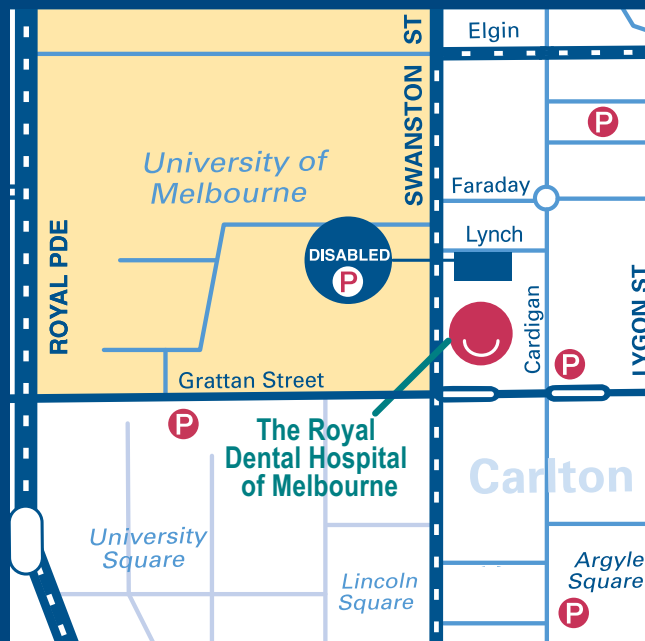 SWANSTON ST
Elgin
P
University of
Melbourne
Faraday
Lynch
ROYAL PDE
DISABLED
P
Cardigan
LYGON ST
P
Grattan Street
P
The Royal
Dental Hospital
of Melbourne
Carlton
University
Square
Lincoln
Square
Argyle
Square
P